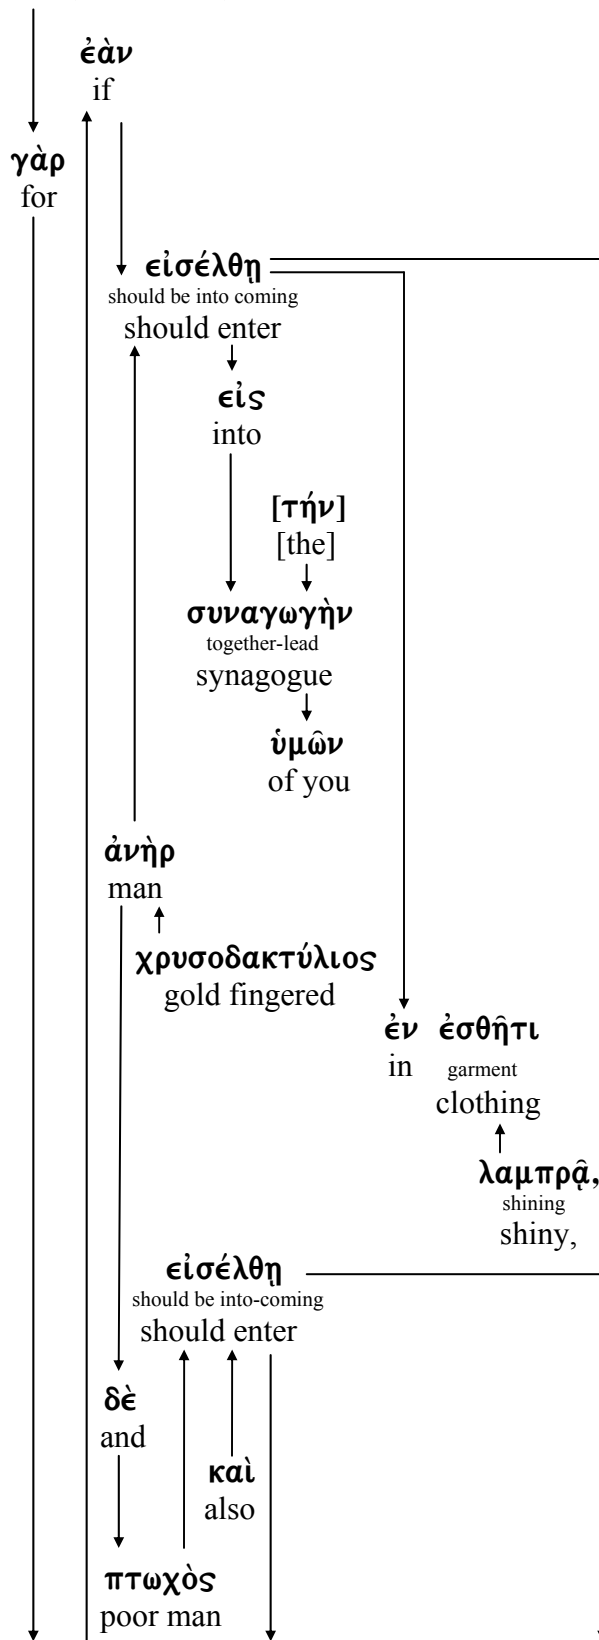 ἐὰν
if
γὰρ
for
εἰσέλθῃ
should be into coming
should enter
εἰς
into
[τήν]
[the]
συναγωγὴν
together-lead
synagogue
ὑμῶν
of you
ἀνὴρ
man
χρυσοδακτύλιος
gold fingered
ἐν ἐσθῆτι
in garment
clothing
λαμπρᾷ,
shining
shiny,
εἰσέλθῃ
should be into-coming
should enter
δὲ
and
καὶ
also
πτωχὸς
poor man